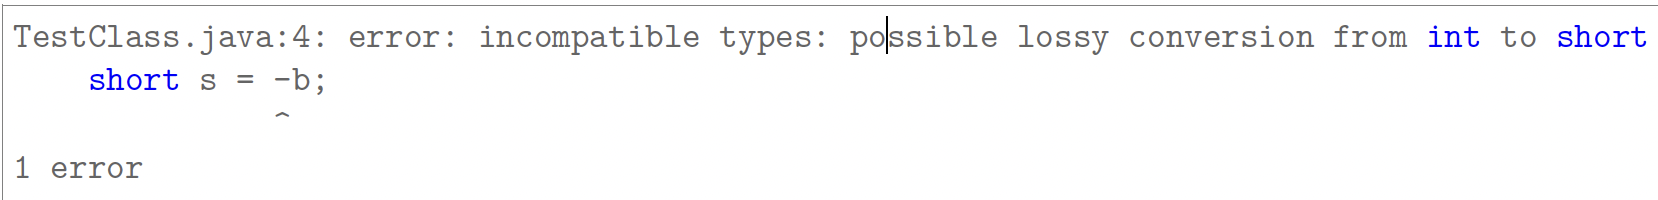 TestClass.java:4: error: incompatible types: possible lossy conversion from int to short
short s = -b;
^
1 error